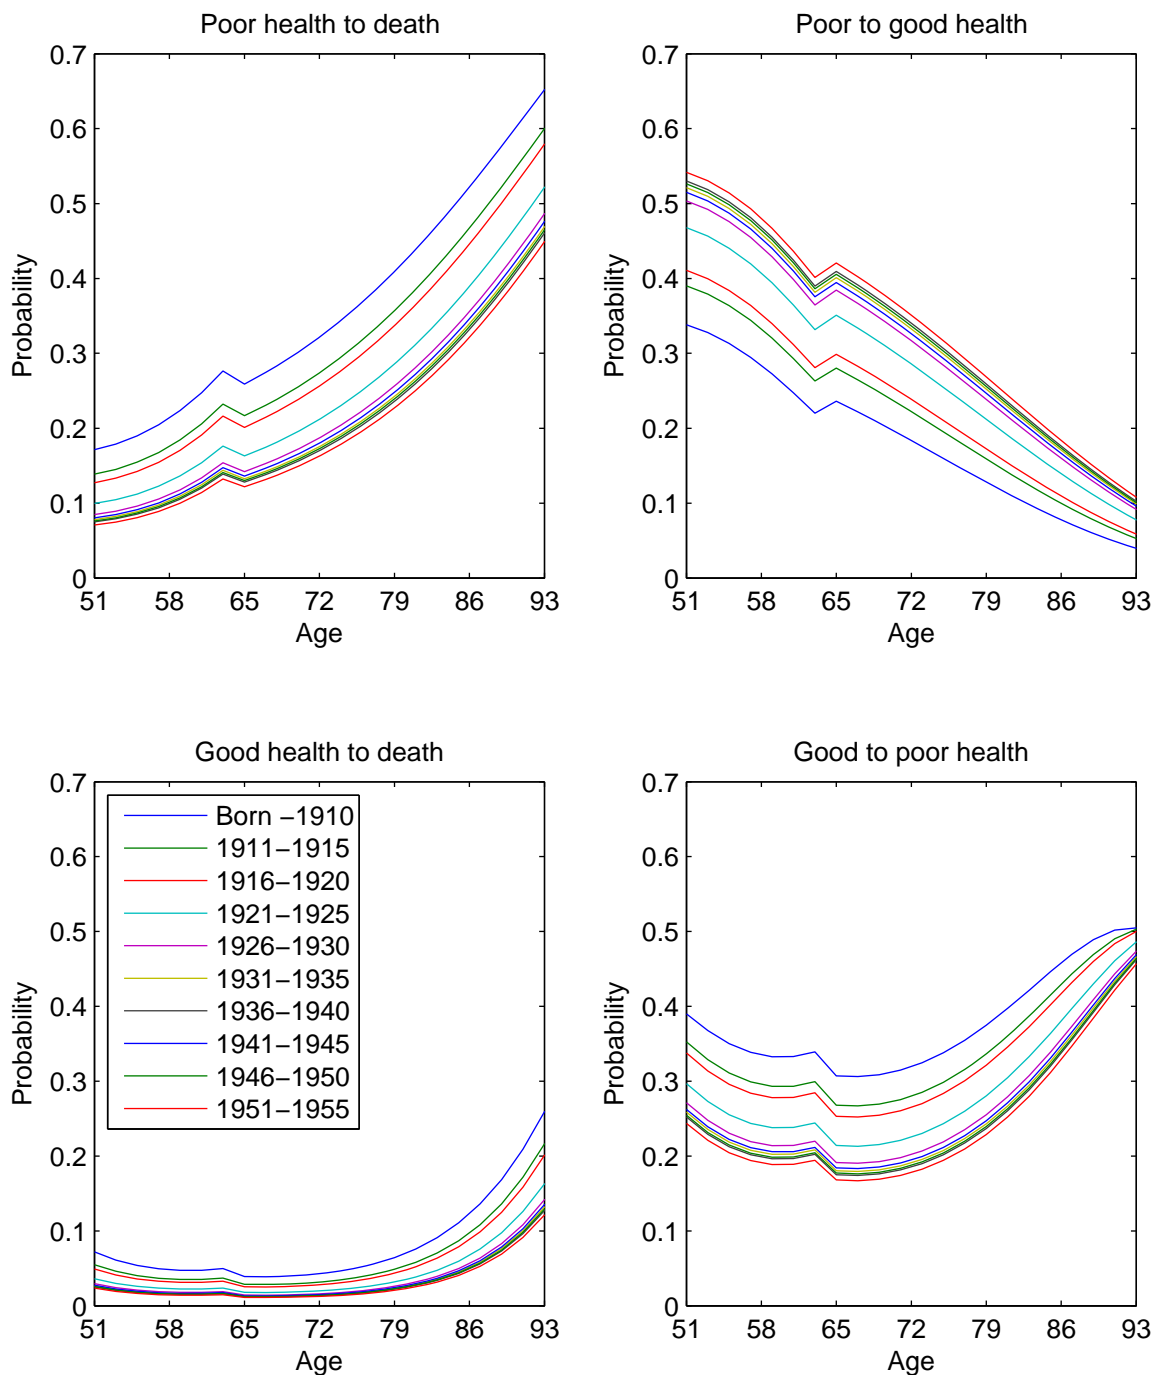 Poor health to death
0.7
0.6
0.5
0.4
0.3
0.2
0.1
0
Probability
51 58 65 72 79 86 93
Age
Poor to good health
0.7
0.6
0.5
0.4
0.3
0.2
0.1
0
Probability
51 58 65 72 79 86 93
Age
Good health to death
0.7
0.6
0.5
0.4
0.3
0.2
0.1
0
Probability
Born −1910
1911−1915
1916−1920
1921−1925
1926−1930
1931−1935
1936−1940
1941−1945
1946−1950
1951−1955
51 58 65 72 79 86 93
Age
Good to poor health
0.7
0.6
0.5
0.4
0.3
0.2
0.1
0
Probability
51 58 65 72 79 86 93
Age